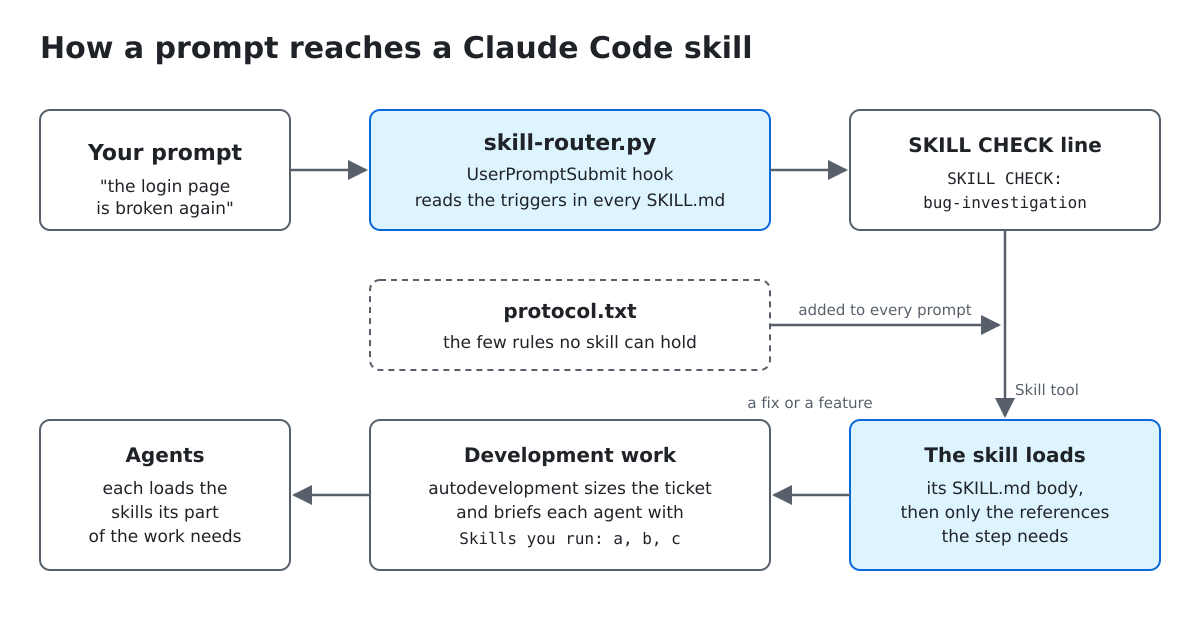 How a prompt reaches a Claude Code skill
Your prompt
"the login page
is broken again"
skill-router.py
UserPromptSubmit hook
reads the triggers in every SKILL.md
SKILL CHECK line
SKILL CHECK:
bug-investigation
protocol.txt
the few rules no skill can hold
added to every prompt
Skill tool
a fix or a feature
Agents
each loads the
skills its part
of the work needs
Development work
autodevelopment sizes the ticket
and briefs each agent with
Skills you run: a, b, c
The skill loads
its SKILL.md body,
then only the references
the step needs